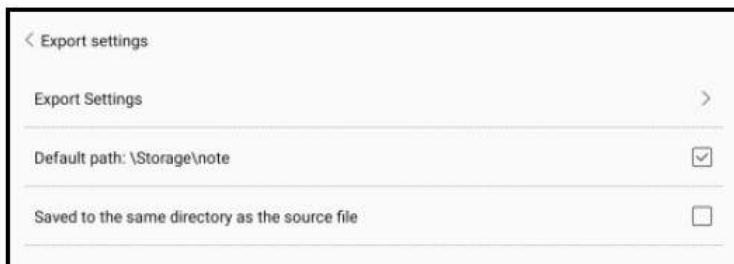 Export settings
Export Settings
Default path: \Storage\note
Saved to the same directory as the source file